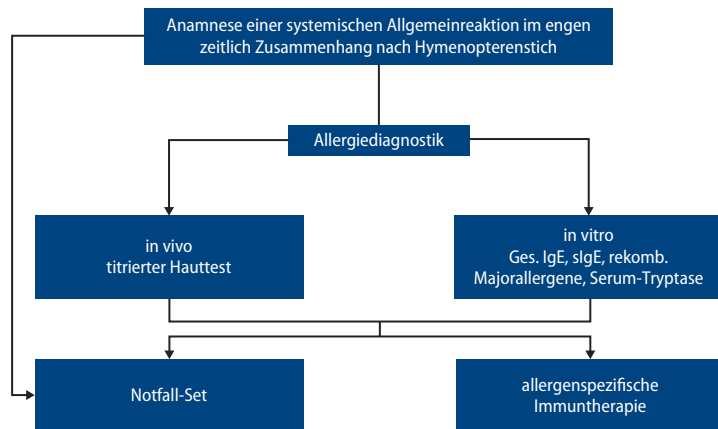 Anamnese einer systemischen Allgemeinreaktion im engen
zeitlich Zusammenhang nach Hymenopterenstich
Allergiediagnostik
in vivo
titrierter Hauttest
in vitro
Ges. IgE, sIgE, rekomb.
Majorallergene, Serum-Tryptase
Notfall-Set
allergenspezifische
Immuntherapie